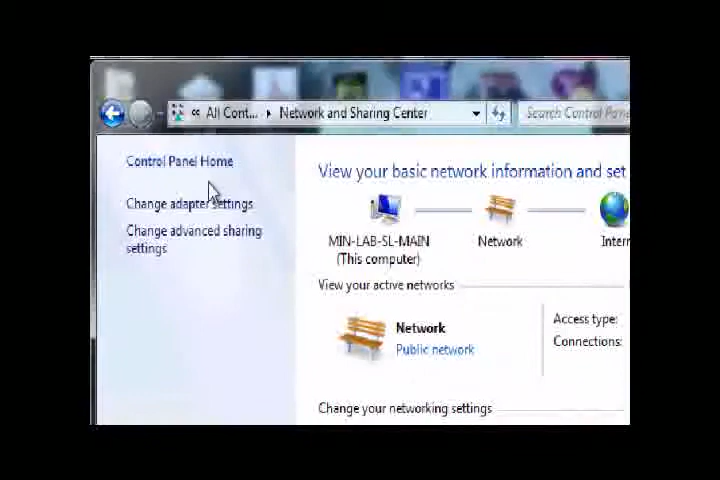 « All Cont... ▸ Network and Sharing Center
Search Control Pane
Control Panel Home
Change adapter settings
Change advanced sharing
settings
View your basic network information and set
MIN-LAB-SL-MAIN
(This computer)
Network
Intern
View your active networks
Network
Public network
Access type:
Connections:
Change your networking settings